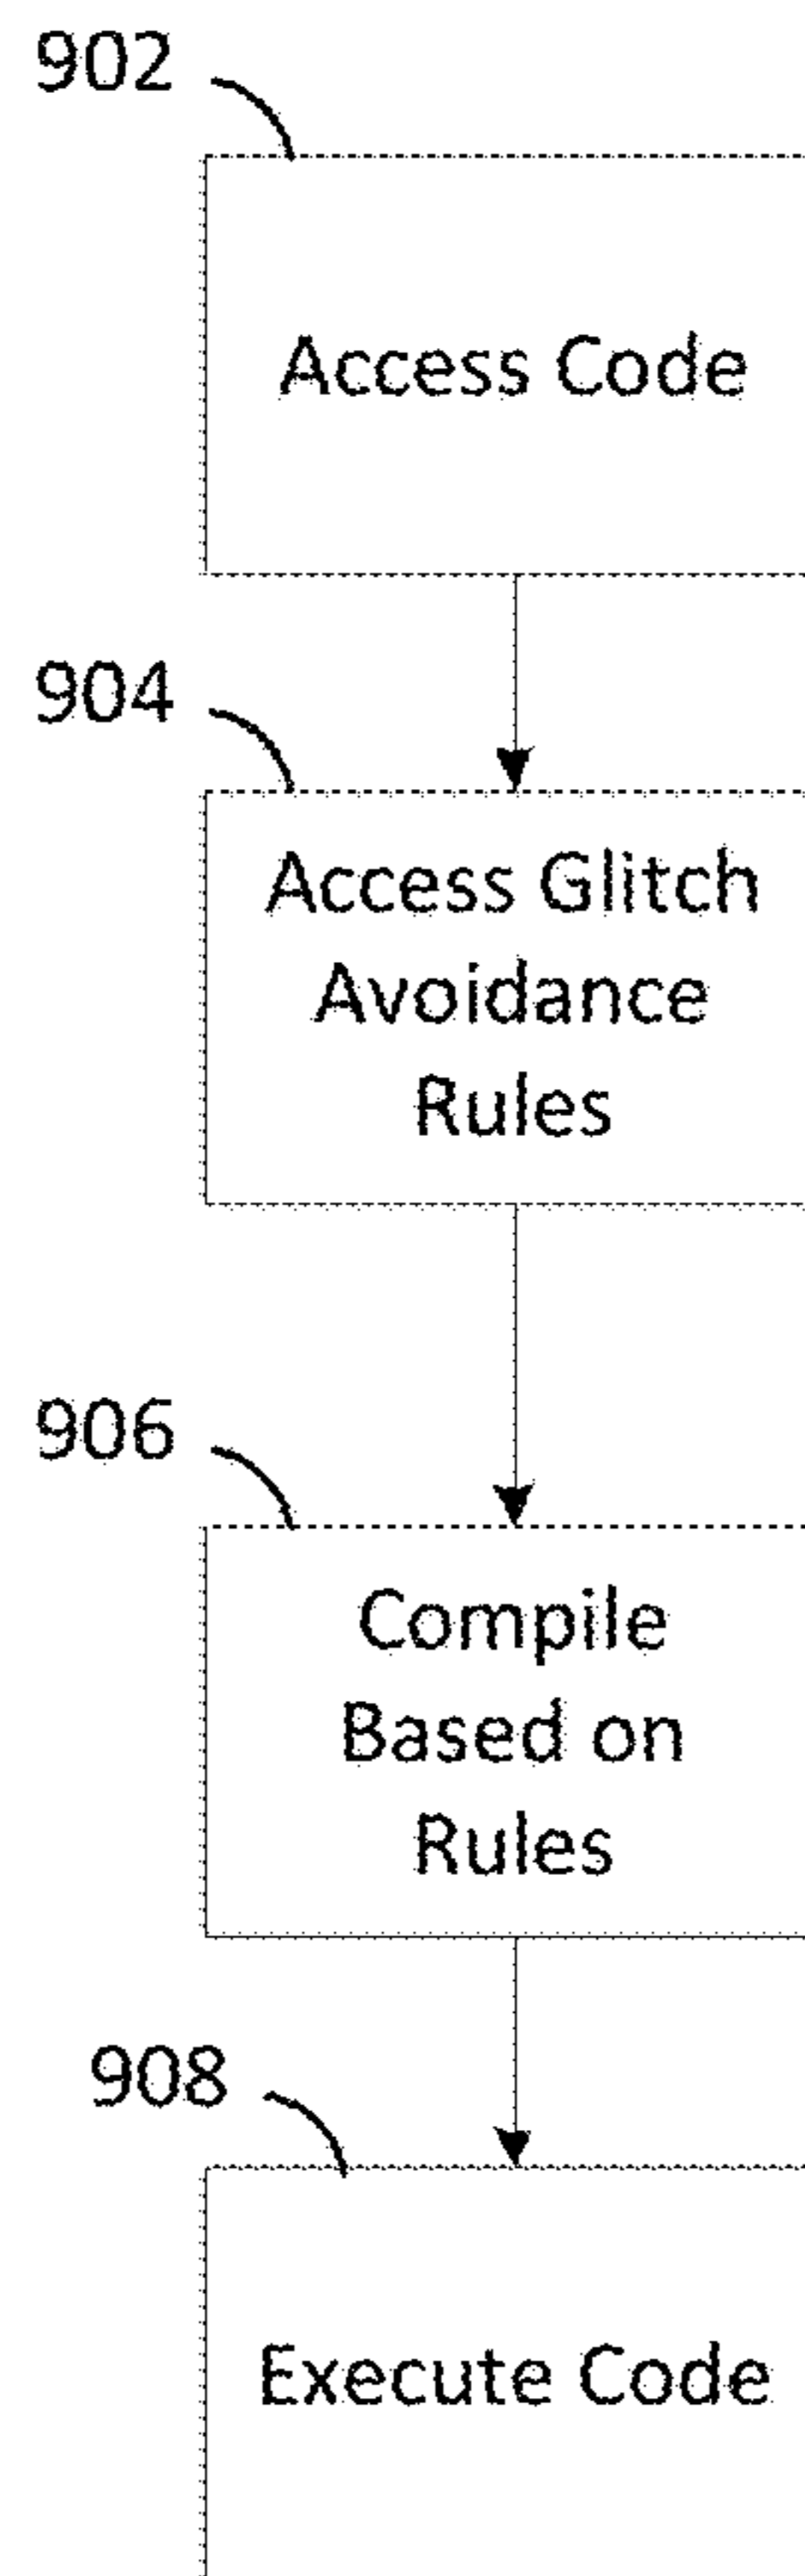 902
Access Code
904
Access Glitch
Avoidance
Rules
906
Compile
Based on
Rules
908
Execute Code